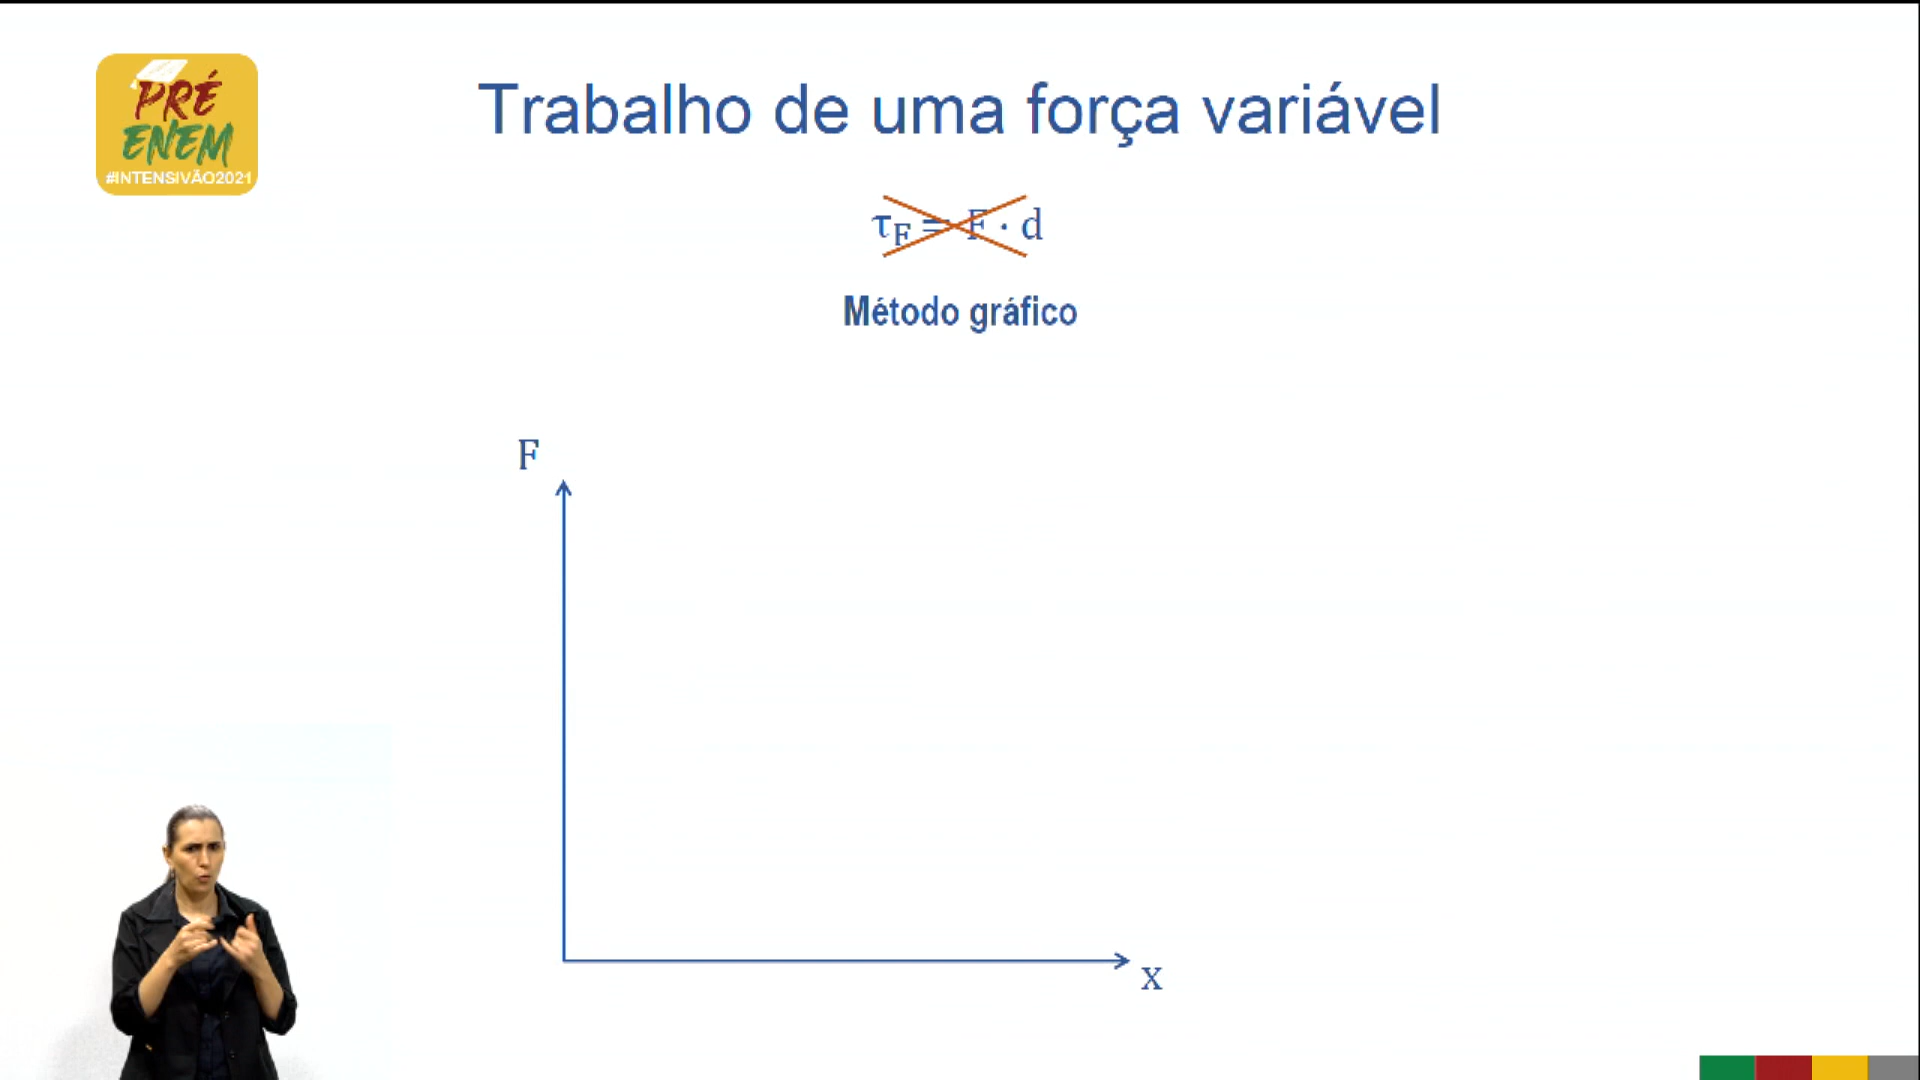 PRÉ
ENEM
#INTENSIVÃO2021
Trabalho de uma força variável
τF = F · d
Método gráfico
F
x